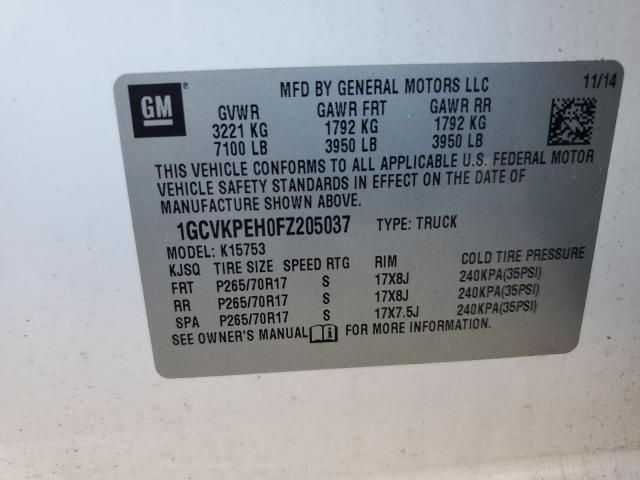 GM ®
MFD BY GENERAL MOTORS LLC 11/14
GVWR GAWR FRT GAWR RR
3221 KG 1792 KG 1792 KG
7100 LB 3950 LB 3950 LB
THIS VEHICLE CONFORMS TO ALL APPLICABLE U.S. FEDERAL MOTOR
VEHICLE SAFETY STANDARDS IN EFFECT ON THE DATE OF
MANUFACTURE SHOWN ABOVE.
1GCVKPEH0FZ205037 TYPE: TRUCK
MODEL: K15753
KJSQ TIRE SIZE SPEED RTG RIM COLD TIRE PRESSURE
FRT P265/70R17 S 17X8J 240KPA(35PSI)
RR P265/70R17 S 17X8J 240KPA(35PSI)
SPA P265/70R17 S 17X7.5J 240KPA(35PSI)
SEE OWNER'S MANUAL i FOR MORE INFORMATION.